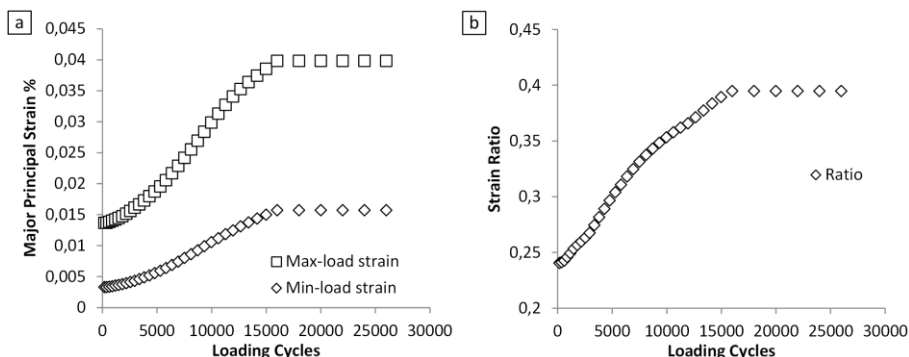 a
0,045
0,04
0,035
0,03
0,025
0,02
0,015
0,01
0,005
0
Major Principal Strain %
0 5000 10000 15000 20000 25000 30000
Loading Cycles
Max-load strain
Min-load strain
b
0,5
0,4
0,3
0,2
0,25
0,35
0,45
Strain Ratio
0 5000 10000 15000 20000 25000 30000
Loading Cycles
Ratio